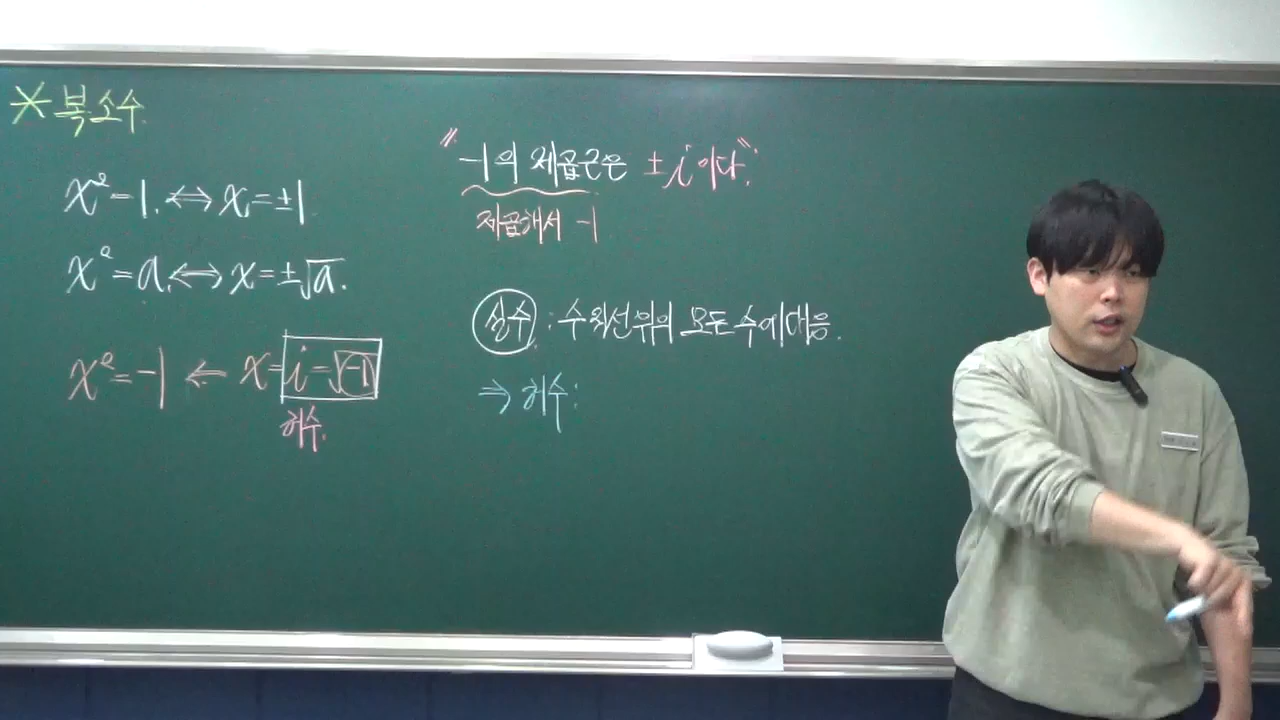 * 복소수
x² = 1 ⟺ x = ±1
x² = a ⟺ x = ±√a.
x² = -1 ⟸ x = i = √-1
허수.
"-1의 제곱근은 ±i이다."
제곱해서 -1
실수 : 수직선 위의 모든 수에 대응.
⇒ 허수 :